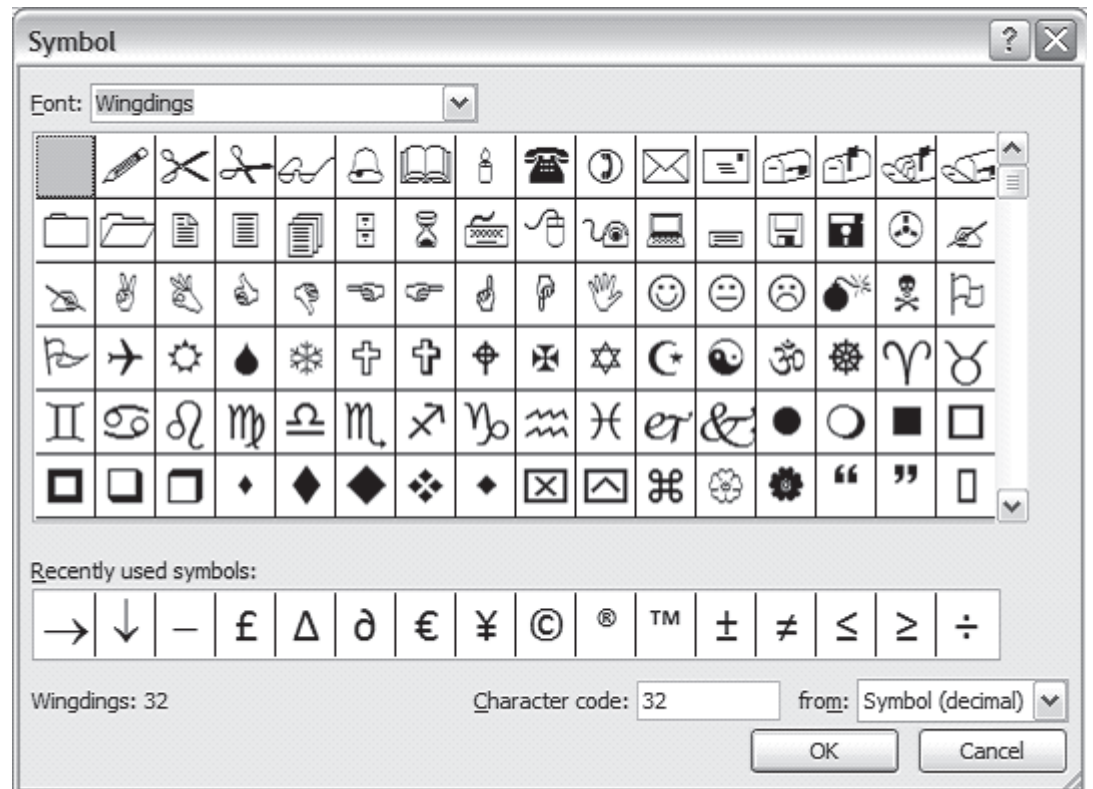 Symbol
Font: Wingdings
→ ↓ – £ Δ ∂ € ¥ © ® ™ ± ≠ ≤ ≥ ÷
Recently used symbols:
Wingdings: 32 Character code: 32 from: Symbol (decimal)
OK Cancel